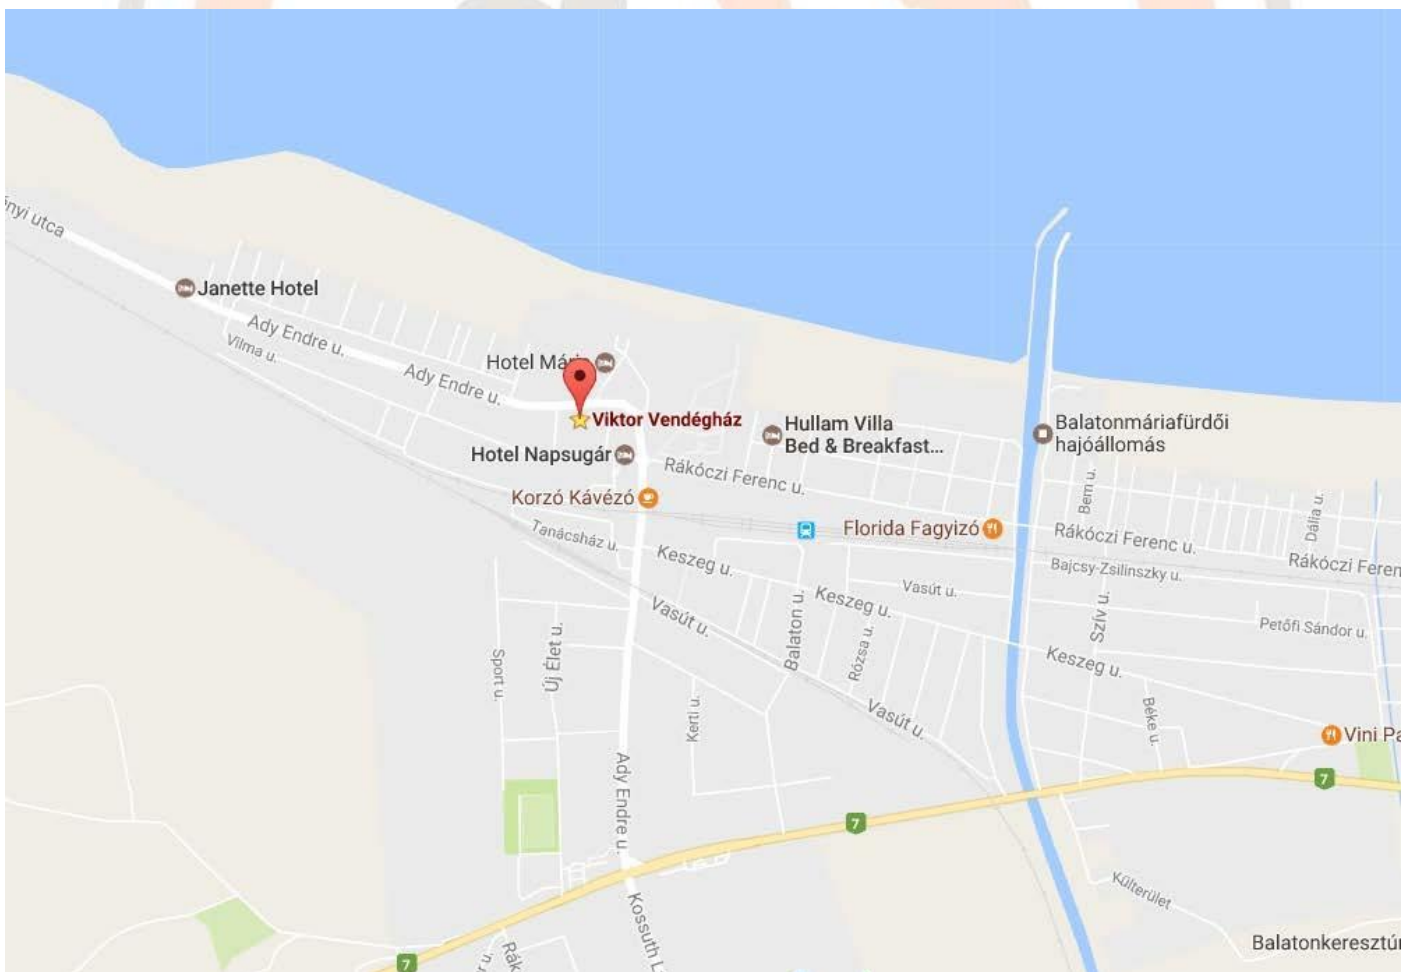 ényi utca
Janette Hotel
Ady Endre u.
Vilma u.
Hotel Mári
Ady Endre u.
Viktor Vendégház
Hullam Villa
Bed & Breakfast...
Balatonmáriafürdői
hajóállomás
Hotel Napsugár
Rákóczi Ferenc u.
Bem u.
Korzó Kávézó
Dália u.
Florida Fagyizó
Tanácsház u.
Rákóczi Ferenc u.
Keszeg u.
Rákóczi Feren
Bajcsy-Zsilinszky u.
Vasút u.
Keszeg u.
Vasút u.
Balaton u.
Szív u.
Petőfi Sándor u.
Rózsa u.
Új Élet u.
Sport u.
Keszeg u.
Kerti u.
Vasút u.
Béke u.
Vini Pa
7
Ady Endre u.
7
Külterület
Kossuth L
Balatonkeresztúr
r u.
Rák
7